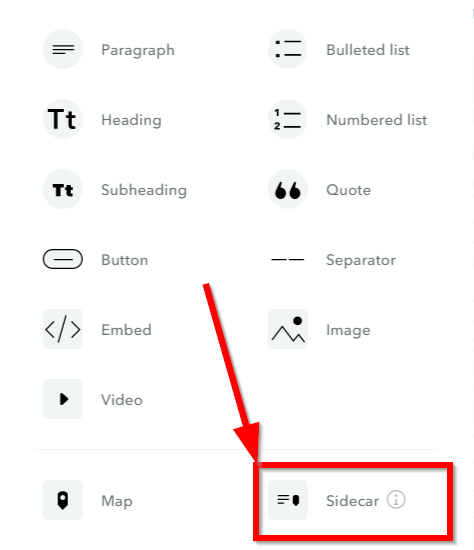 Paragraph
Bulleted list
Tt Heading
1 2 Numbered list
Tt Subheading
Quote
Button
Separator
</> Embed
Image
Video
Map
Sidecar i